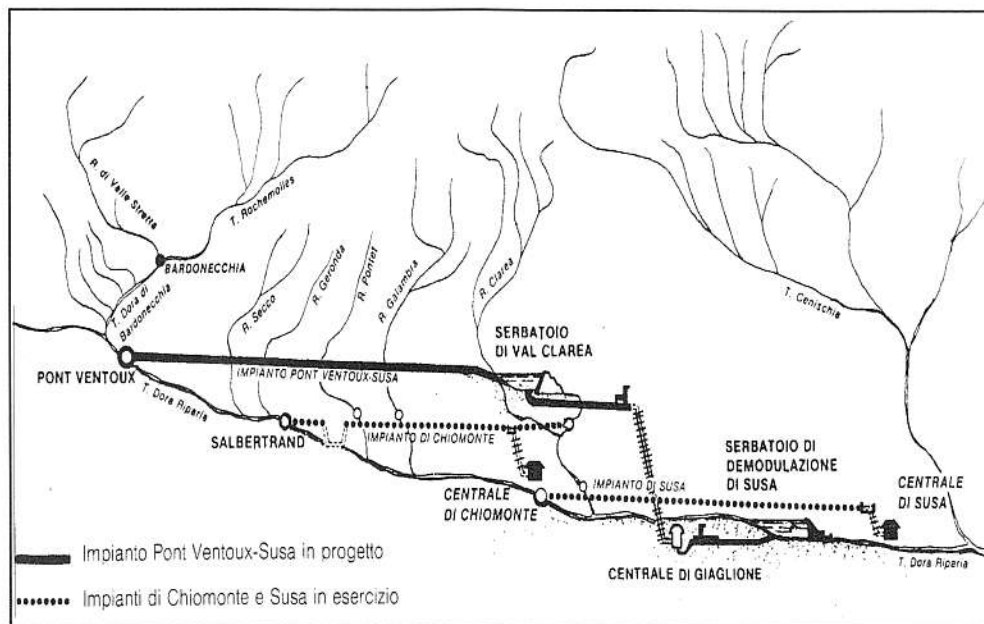 R. di Valle Stretta
T. Rochemolles
BARDONECCHIA
T. Dora di
Bardonecchia
R. Secco
R. Geronda
R. Pontet
R. Galambra
R. Clarea
T. Cenischia
SERBATOIO
DI VAL CLAREA
PONT VENTOUX
IMPIANTO PONT VENTOUX-SUSA
T. Dora Riparia
SALBERTRAND
IMPIANTO DI CHIOMONTE
SERBATOIO DI
DEMODULAZIONE
DI SUSA
CENTRALE
DI SUSA
CENTRALE
DI CHIOMONTE
IMPIANTO DI SUSA
CENTRALE DI GIAGLIONE
T. Dora Riparia
Impianto Pont Ventoux-Susa in progetto
Impianti di Chiomonte e Susa in esercizio